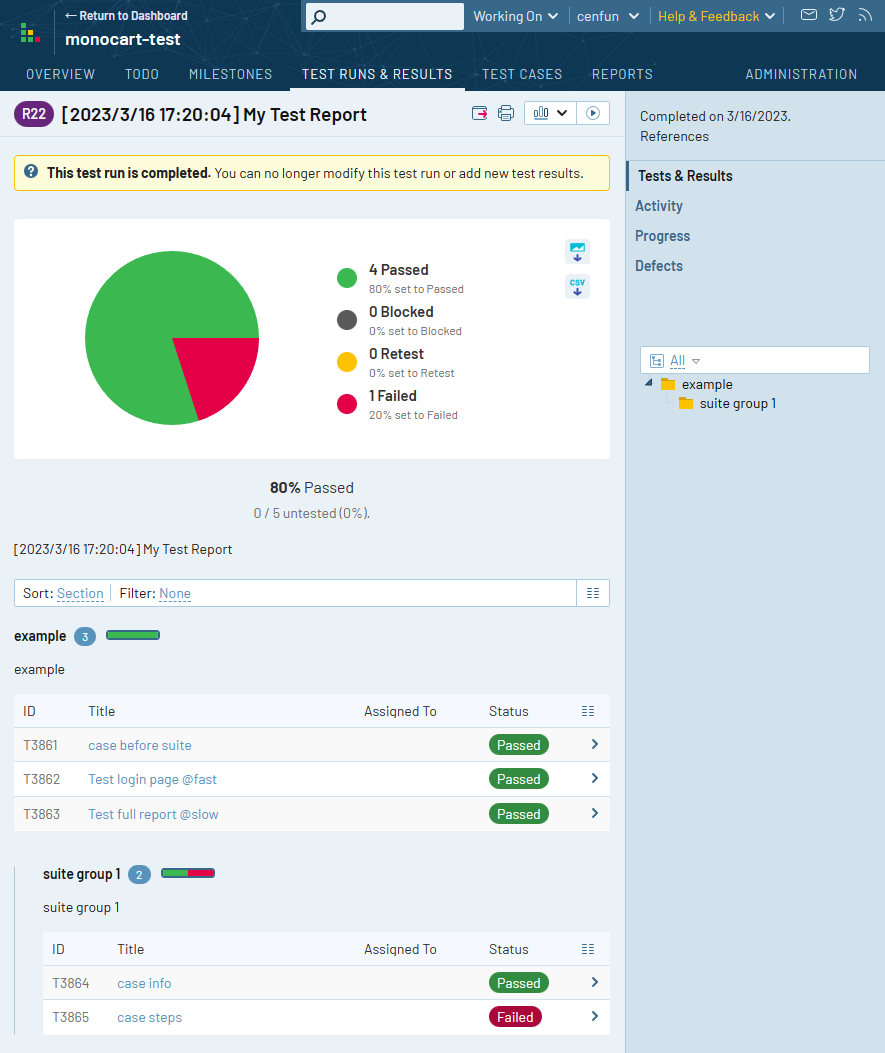 ← Return to Dashboard
monocart-test
Working On
cenfun
Help & Feedback
OVERVIEW TODO MILESTONES TEST RUNS & RESULTS TEST CASES REPORTS ADMINISTRATION
R22 [2023/3/16 17:20:04] My Test Report
This test run is completed. You can no longer modify this test run or add new test results.
4 Passed
80% set to Passed
0 Blocked
0% set to Blocked
0 Retest
0% set to Retest
1 Failed
20% set to Failed
CSV
80% Passed
0 / 5 untested (0%).
[2023/3/16 17:20:04] My Test Report
Sort: Section Filter: None
example 3
example
ID Title Assigned To Status
T3861 case before suite Passed
T3862 Test login page @fast Passed
T3863 Test full report @slow Passed
suite group 1 2
suite group 1
ID Title Assigned To Status
T3864 case info Passed
T3865 case steps Failed
Completed on 3/16/2023.
References
Tests & Results
Activity
Progress
Defects
All
example
suite group 1